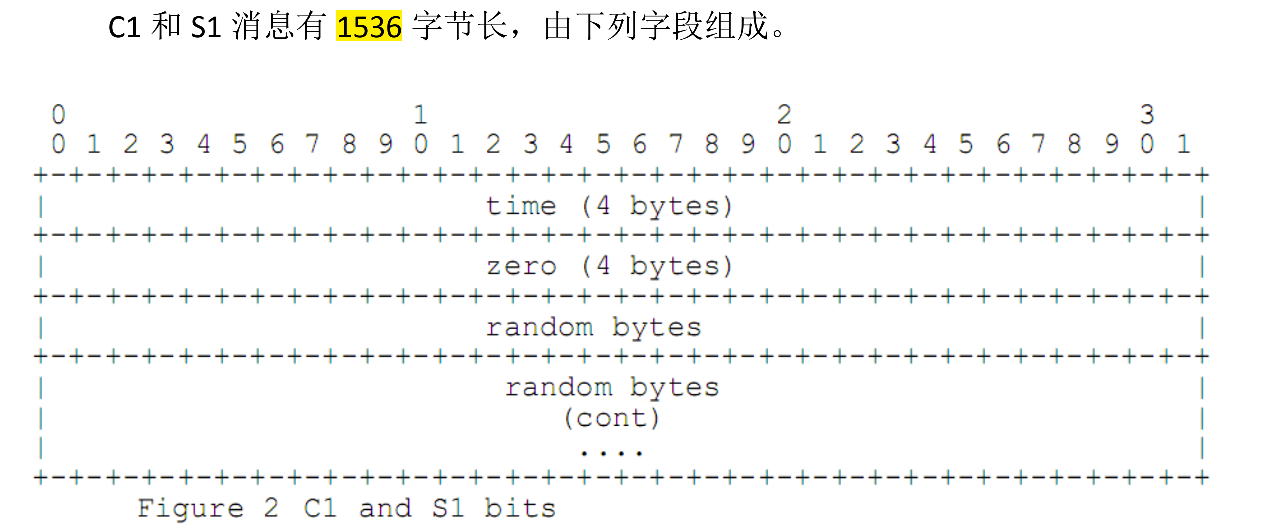 C1 和 S1 消息有 1536 字节长，由下列字段组成。
0                   1                   2                   3
0 1 2 3 4 5 6 7 8 9 0 1 2 3 4 5 6 7 8 9 0 1 2 3 4 5 6 7 8 9 0 1
+-+-+-+-+-+-+-+-+-+-+-+-+-+-+-+-+-+-+-+-+-+-+-+-+-+-+-+-+-+-+-+-+
| time (4 bytes) |
+-+-+-+-+-+-+-+-+-+-+-+-+-+-+-+-+-+-+-+-+-+-+-+-+-+-+-+-+-+-+-+-+
| zero (4 bytes) |
+-+-+-+-+-+-+-+-+-+-+-+-+-+-+-+-+-+-+-+-+-+-+-+-+-+-+-+-+-+-+-+-+
| random bytes |
+-+-+-+-+-+-+-+-+-+-+-+-+-+-+-+-+-+-+-+-+-+-+-+-+-+-+-+-+-+-+-+-+
| random bytes |
| (cont) |
| .... |
+-+-+-+-+-+-+-+-+-+-+-+-+-+-+-+-+-+-+-+-+-+-+-+-+-+-+-+-+-+-+-+-+
Figure 2 C1 and S1 bits